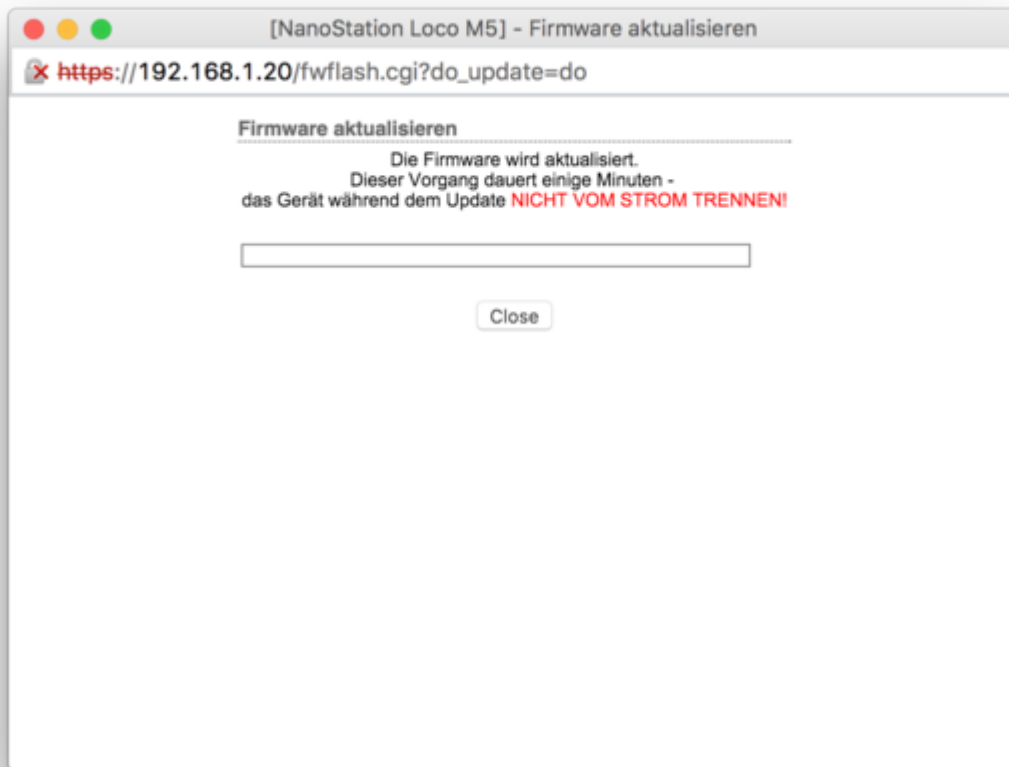 [NanoStation Loco M5] - Firmware aktualisieren
https://192.168.1.20/fwflash.cgi?do_update=do
Firmware aktualisieren
Die Firmware wird aktualisiert.
Dieser Vorgang dauert einige Minuten -
das Gerät während dem Update NICHT VOM STROM TRENNEN!
Close